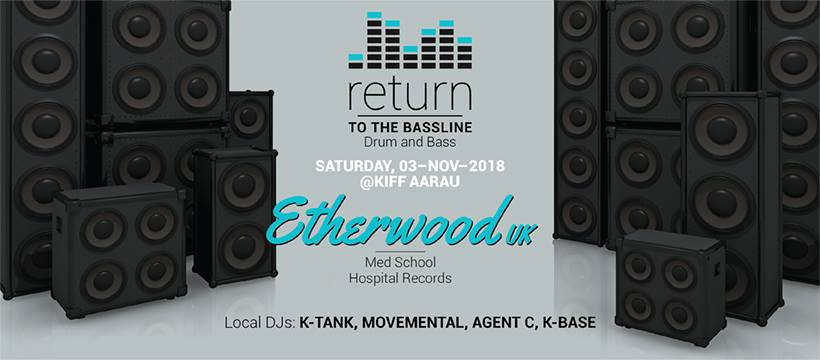 return
TO THE BASSLINE
Drum and Bass
SATURDAY, 03–NOV–2018
@KIFF AARAU
Etherwood UK
Med School
Hospital Records
Local DJs: K-TANK, MOVEMENTAL, AGENT C, K-BASE